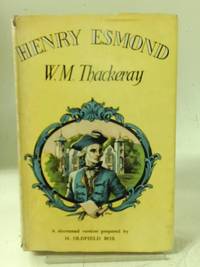 HENRY ESMOND
W. M. Thackeray
A shortened version prepared by
H. OLDFIELD BOX